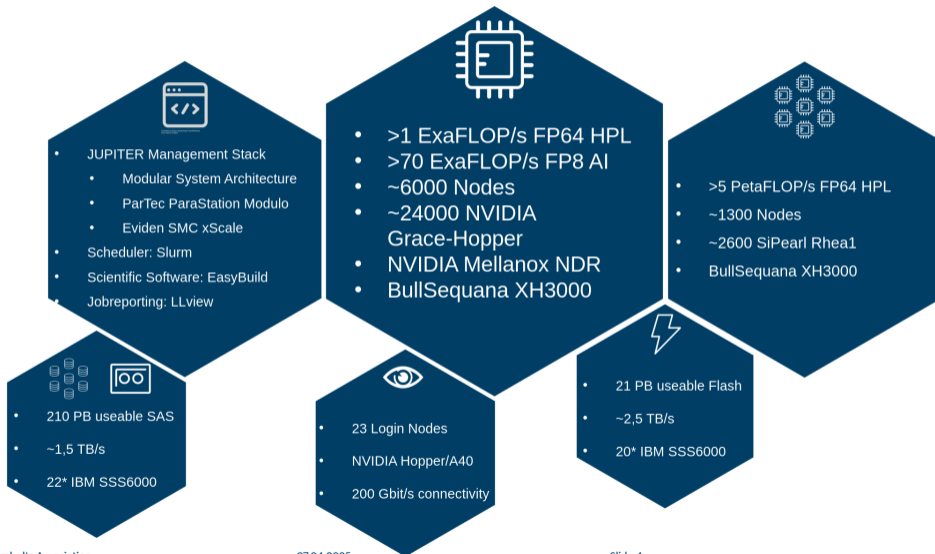 JUPITER Management Stack
Modular System Architecture
ParTec ParaStation Modulo
Eviden SMC xScale
Scheduler: Slurm
Scientific Software: EasyBuild
Jobreporting: LLview
>1 ExaFLOP/s FP64 HPL
>70 ExaFLOP/s FP8 AI
~6000 Nodes
~24000 NVIDIA
Grace-Hopper
NVIDIA Mellanox NDR
BullSequana XH3000
>5 PetaFLOP/s FP64 HPL
~1300 Nodes
~2600 SiPearl Rhea1
BullSequana XH3000
210 PB useable SAS
~1,5 TB/s
22* IBM SSS6000
23 Login Nodes
NVIDIA Hopper/A40
200 Gbit/s connectivity
21 PB useable Flash
~2,5 TB/s
20* IBM SSS6000